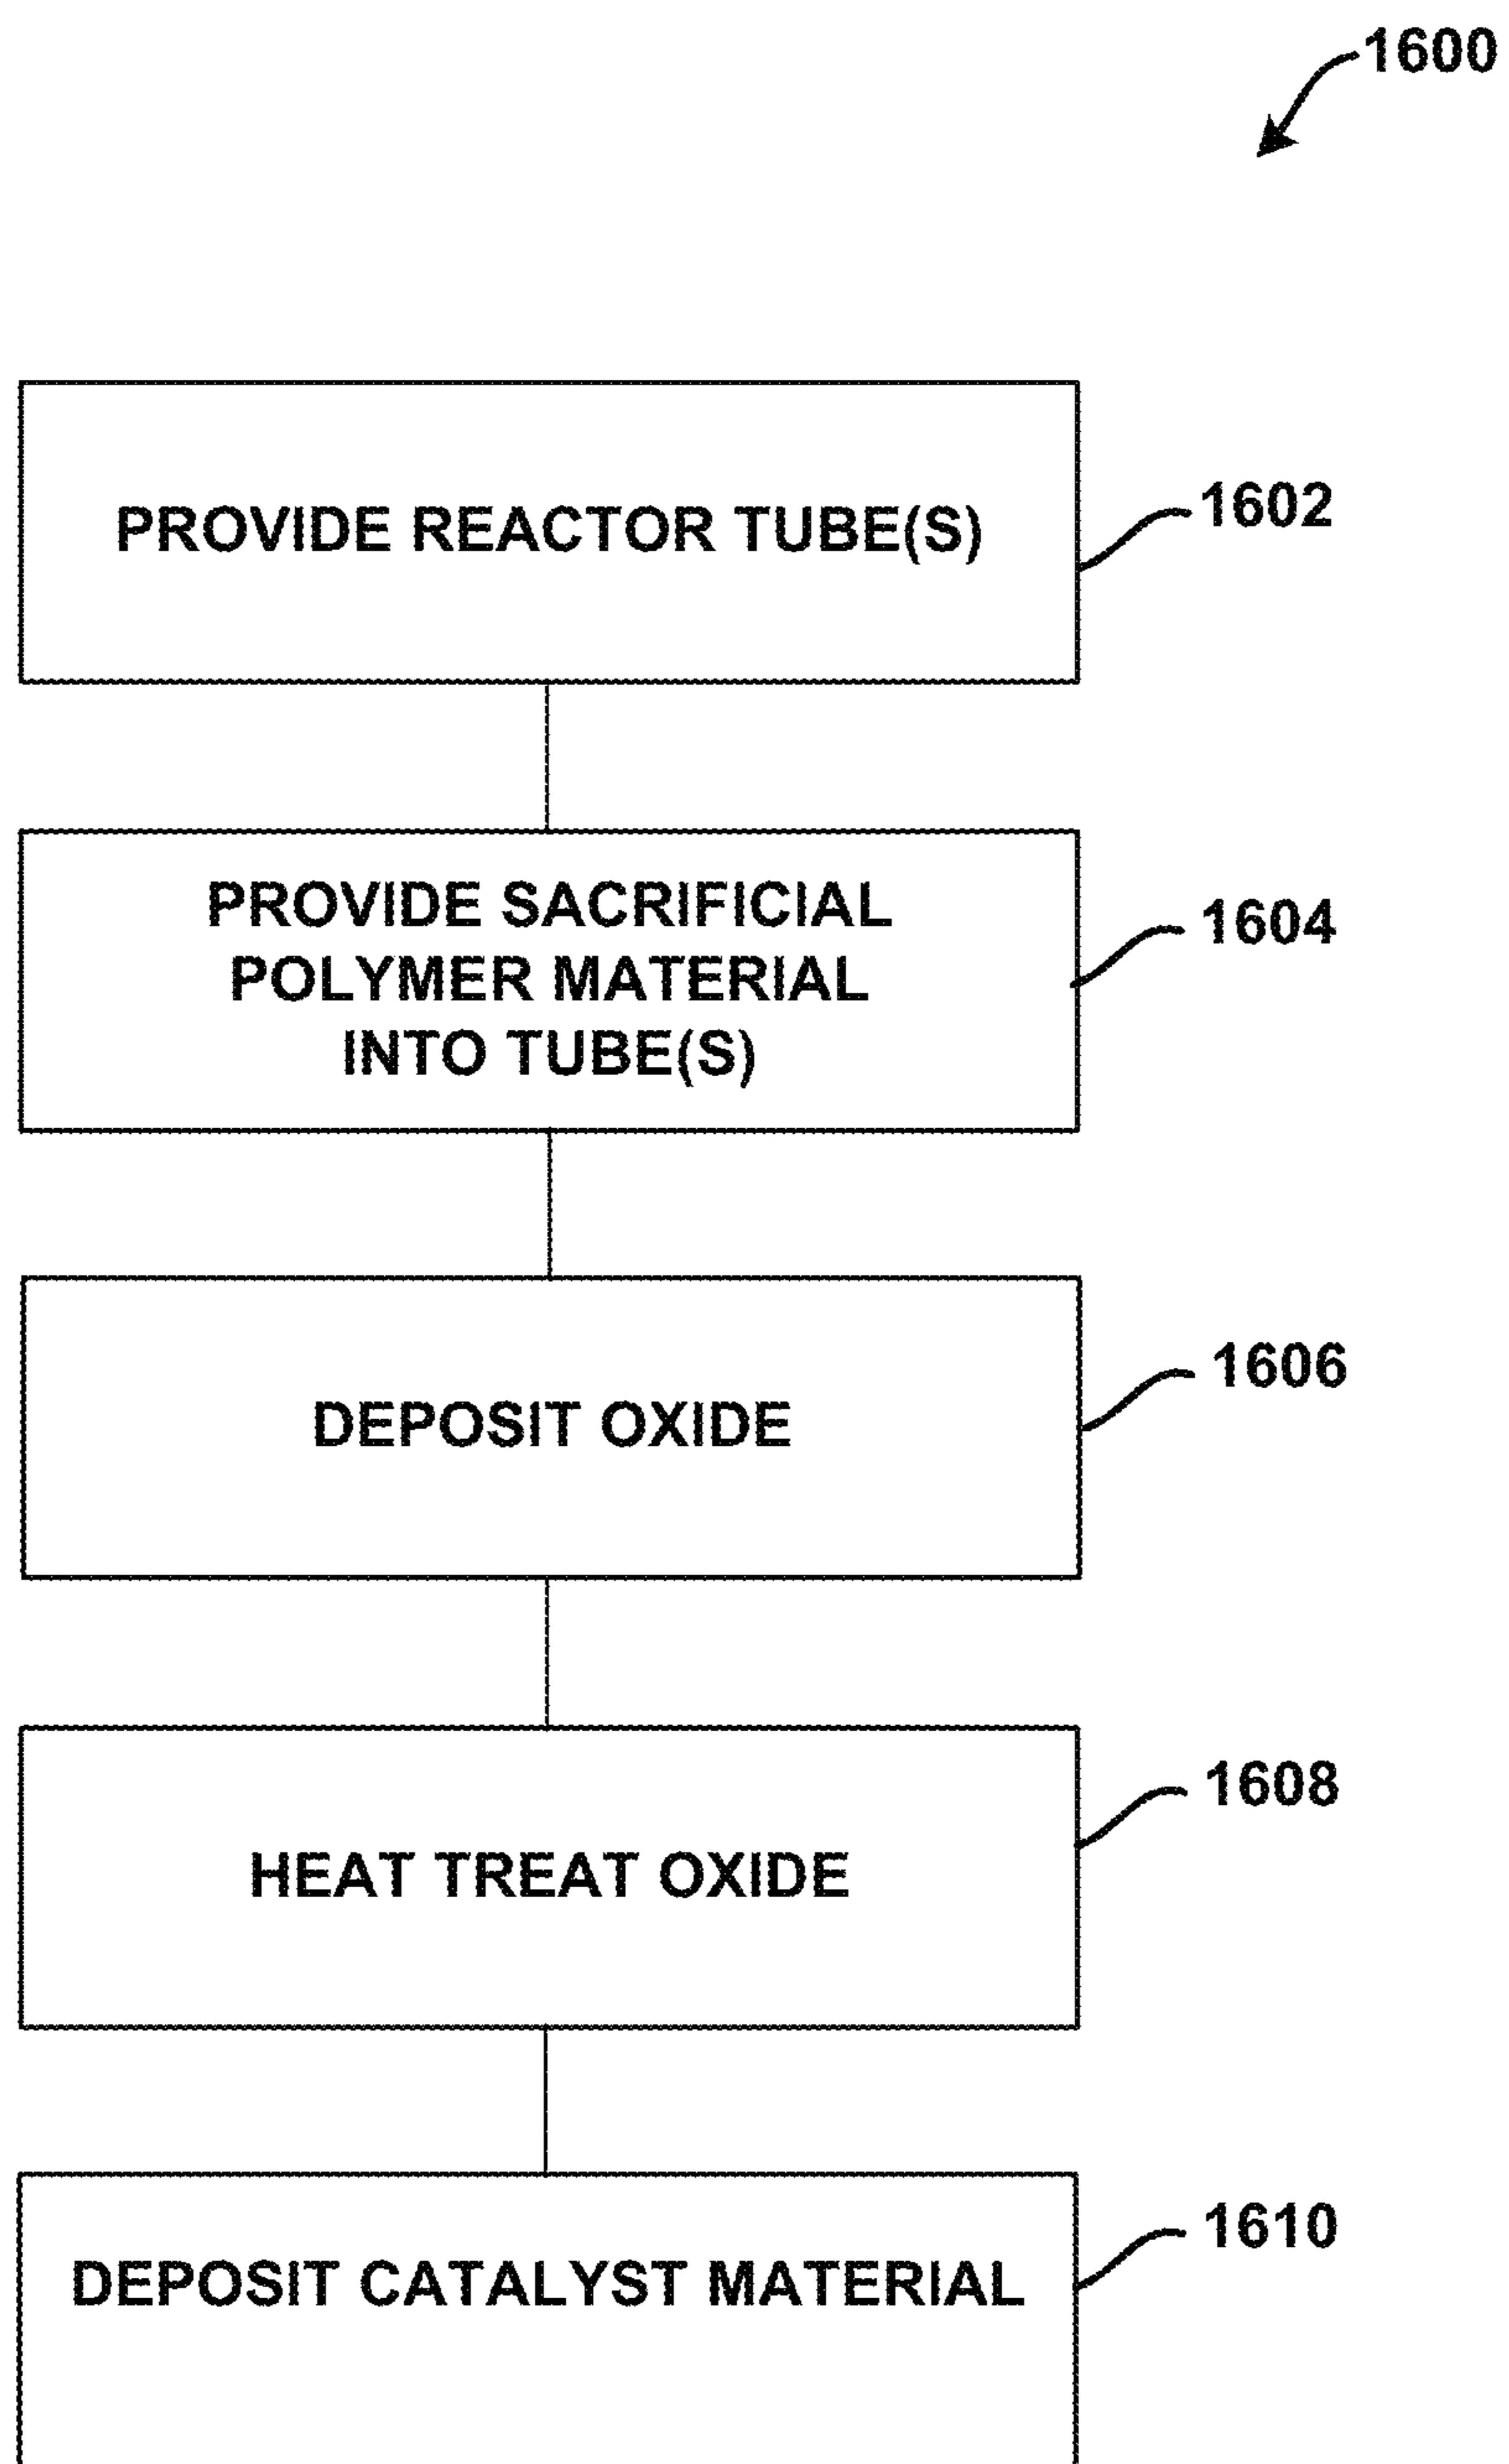 1600
PROVIDE REACTOR TUBE(S)
1602
PROVIDE SACRIFICIAL
POLYMER MATERIAL
INTO TUBE(S)
1604
DEPOSIT OXIDE
1606
HEAT TREAT OXIDE
1608
DEPOSIT CATALYST MATERIAL
1610